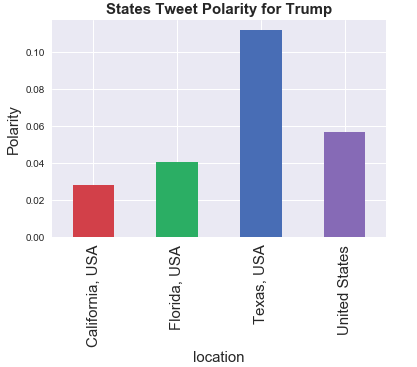 States Tweet Polarity for Trump
Polarity
0.10
0.08
0.06
0.04
0.02
0.00
California, USA
Florida, USA
Texas, USA
United States
location